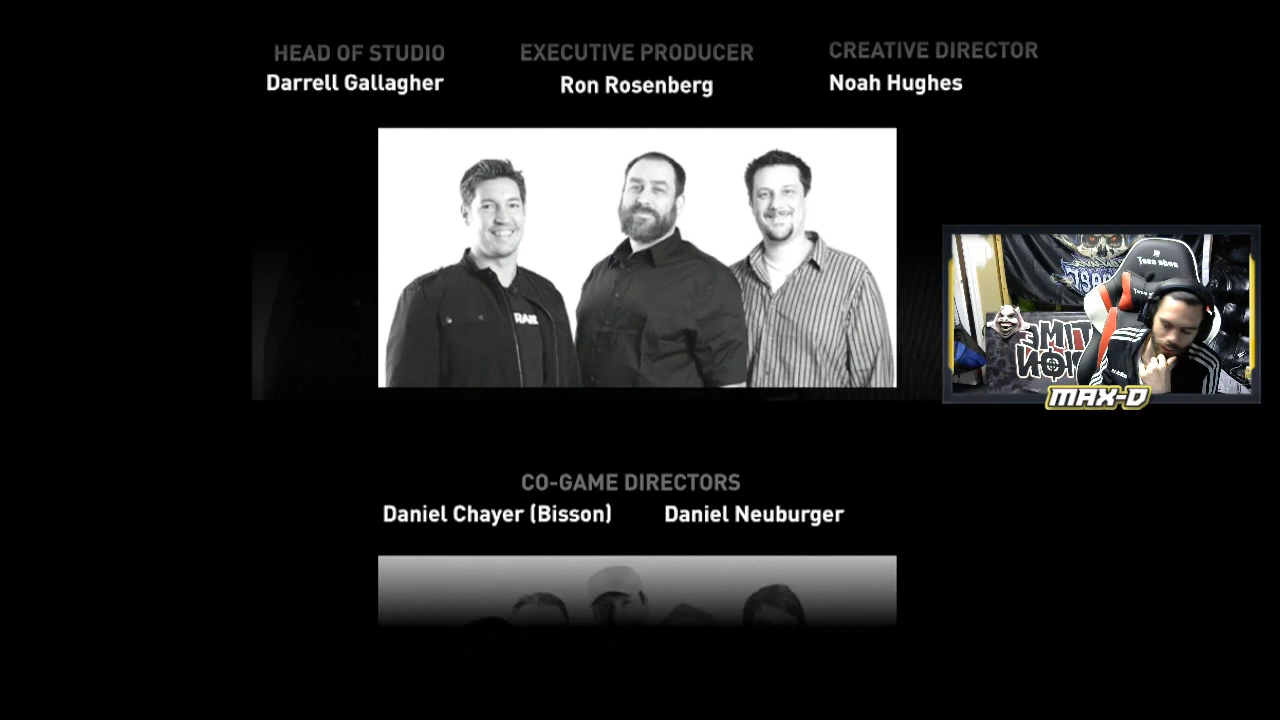 HEAD OF STUDIO EXECUTIVE PRODUCER CREATIVE DIRECTOR
Darrell Gallagher Ron Rosenberg Noah Hughes
CO-GAME DIRECTORS
Daniel Chayer (Bisson) Daniel Neuburger
MAX-D